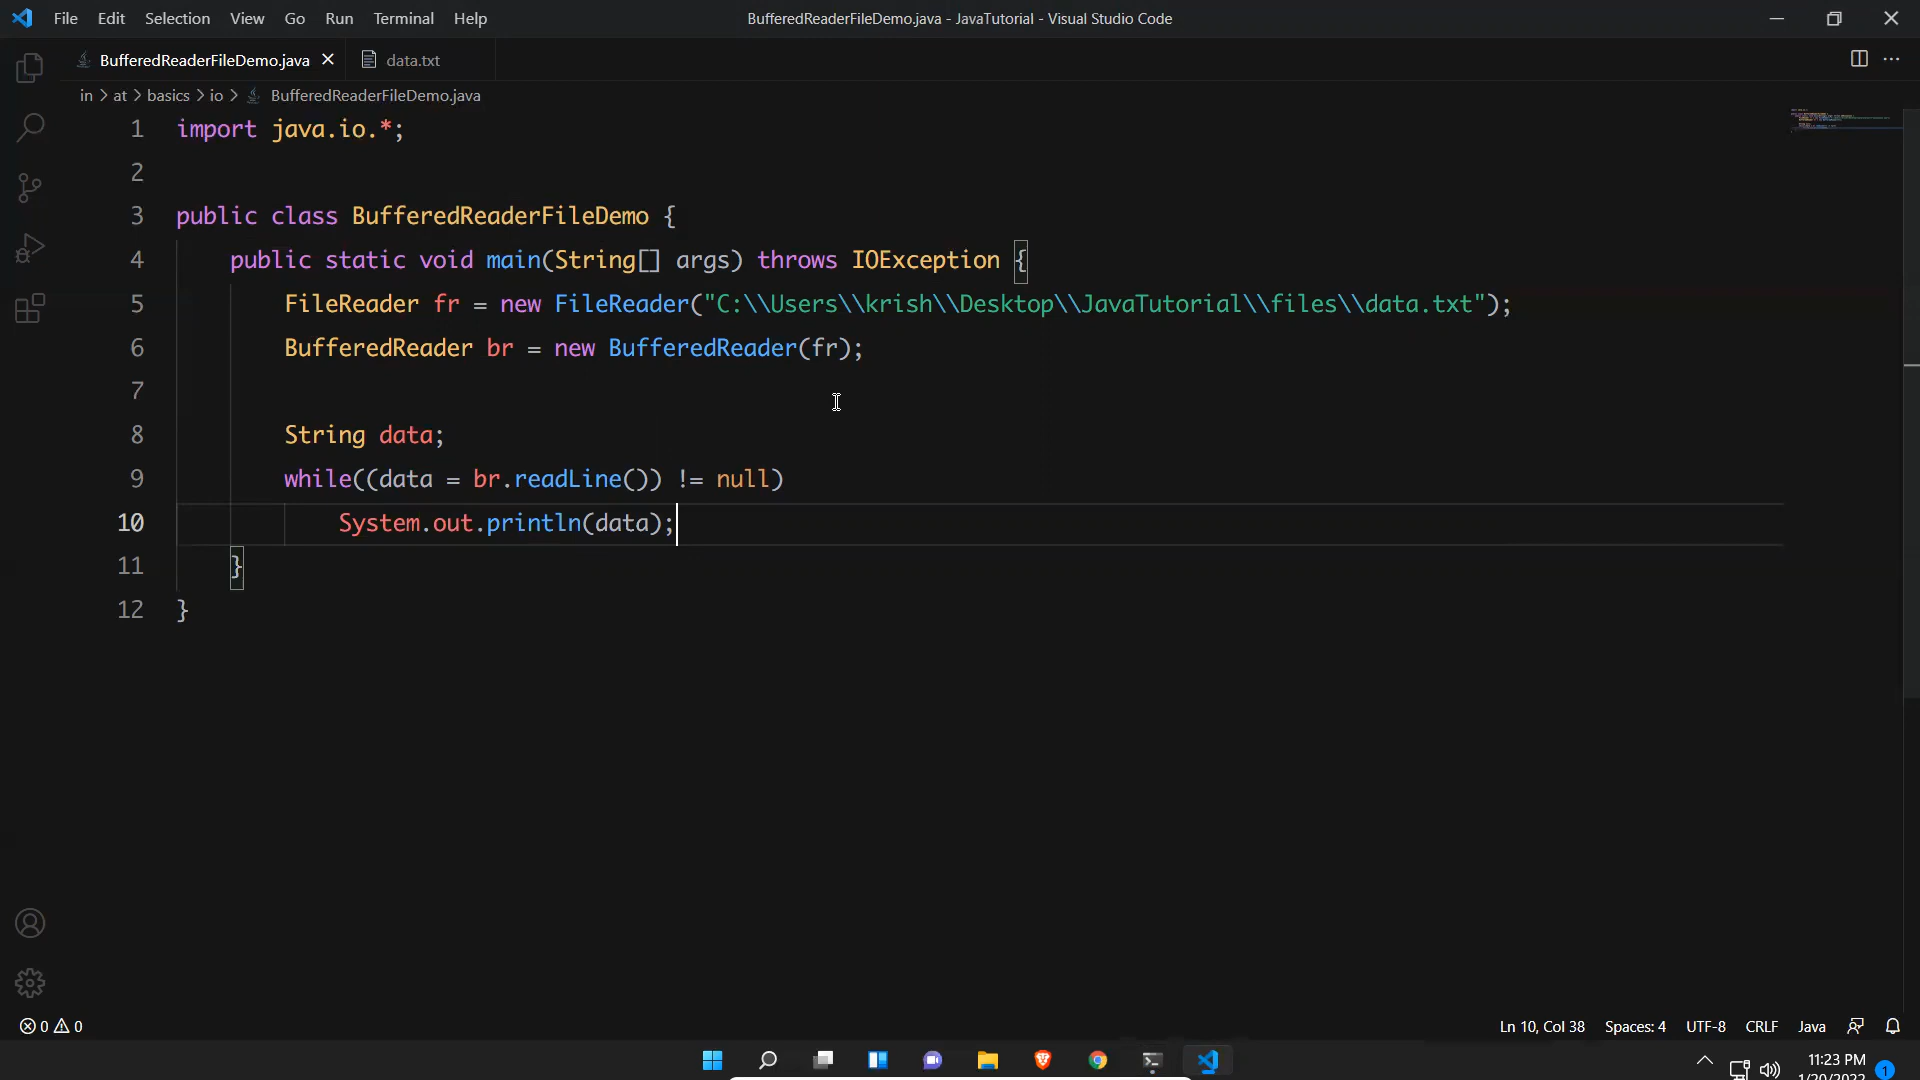 File Edit Selection View Go Run Terminal Help
BufferedReaderFileDemo.java - JavaTutorial - Visual Studio Code
BufferedReaderFileDemo.java
data.txt
in > at > basics > io > BufferedReaderFileDemo.java
1 import java.io.*;
2
3 public class BufferedReaderFileDemo {
4 public static void main(String[] args) throws IOException {
5 FileReader fr = new FileReader("C:\\Users\\krish\\Desktop\\JavaTutorial\\files\\data.txt");
6 BufferedReader br = new BufferedReader(fr);
7
8 String data;
9 while((data = br.readLine()) != null)
10 System.out.println(data);
11 }
12 }
0 0
Ln 10, Col 38 Spaces: 4 UTF-8 CRLF Java
11:23 PM
1/20/2022
1